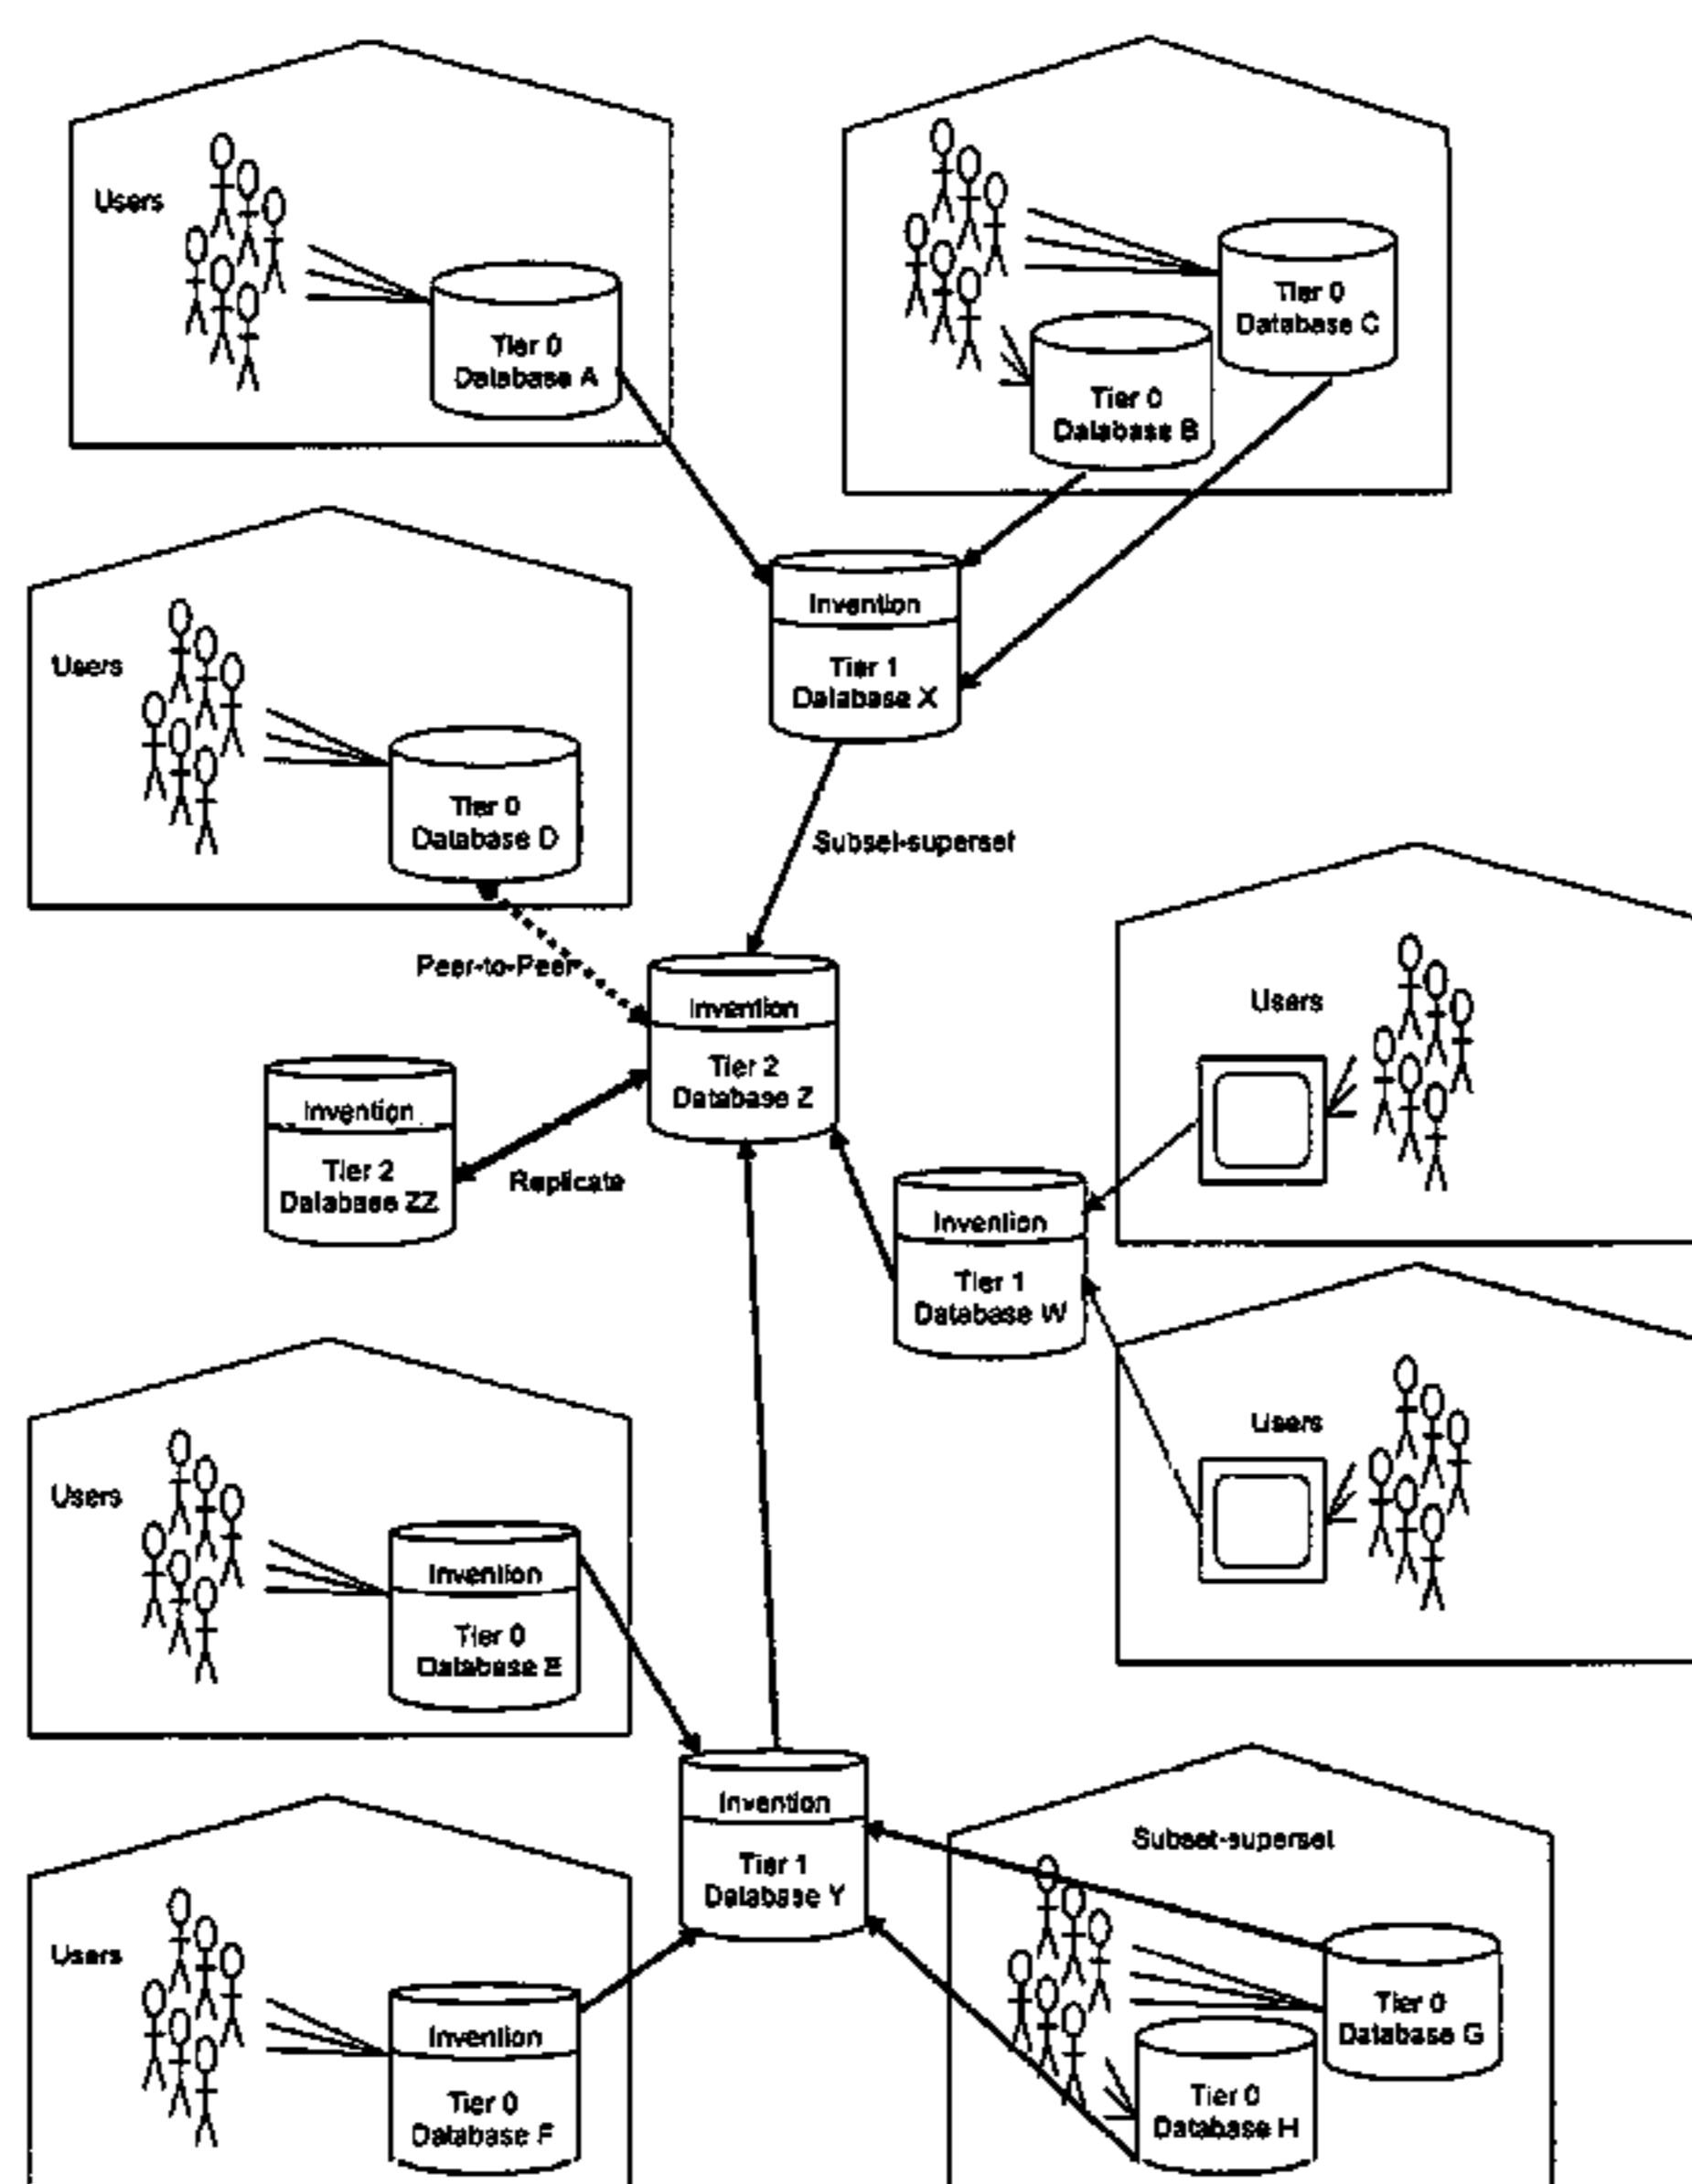 Users
Tier 0
Database A
Tier 0
Database C
Tier 0
Database B
Invention
Tier 1
Database X
Users
Tier 0
Database D
Subset-superset
Peer-to-Peer
Invention
Tier 2
Database Z
Users
Invention
Tier 2
Database ZZ
Replicate
Invention
Tier 1
Database W
Users
Users
Invention
Tier 0
Database E
Invention
Tier 1
Database Y
Subset-superset
Users
Invention
Tier 0
Database F
Tier 0
Database G
Tier 0
Database H